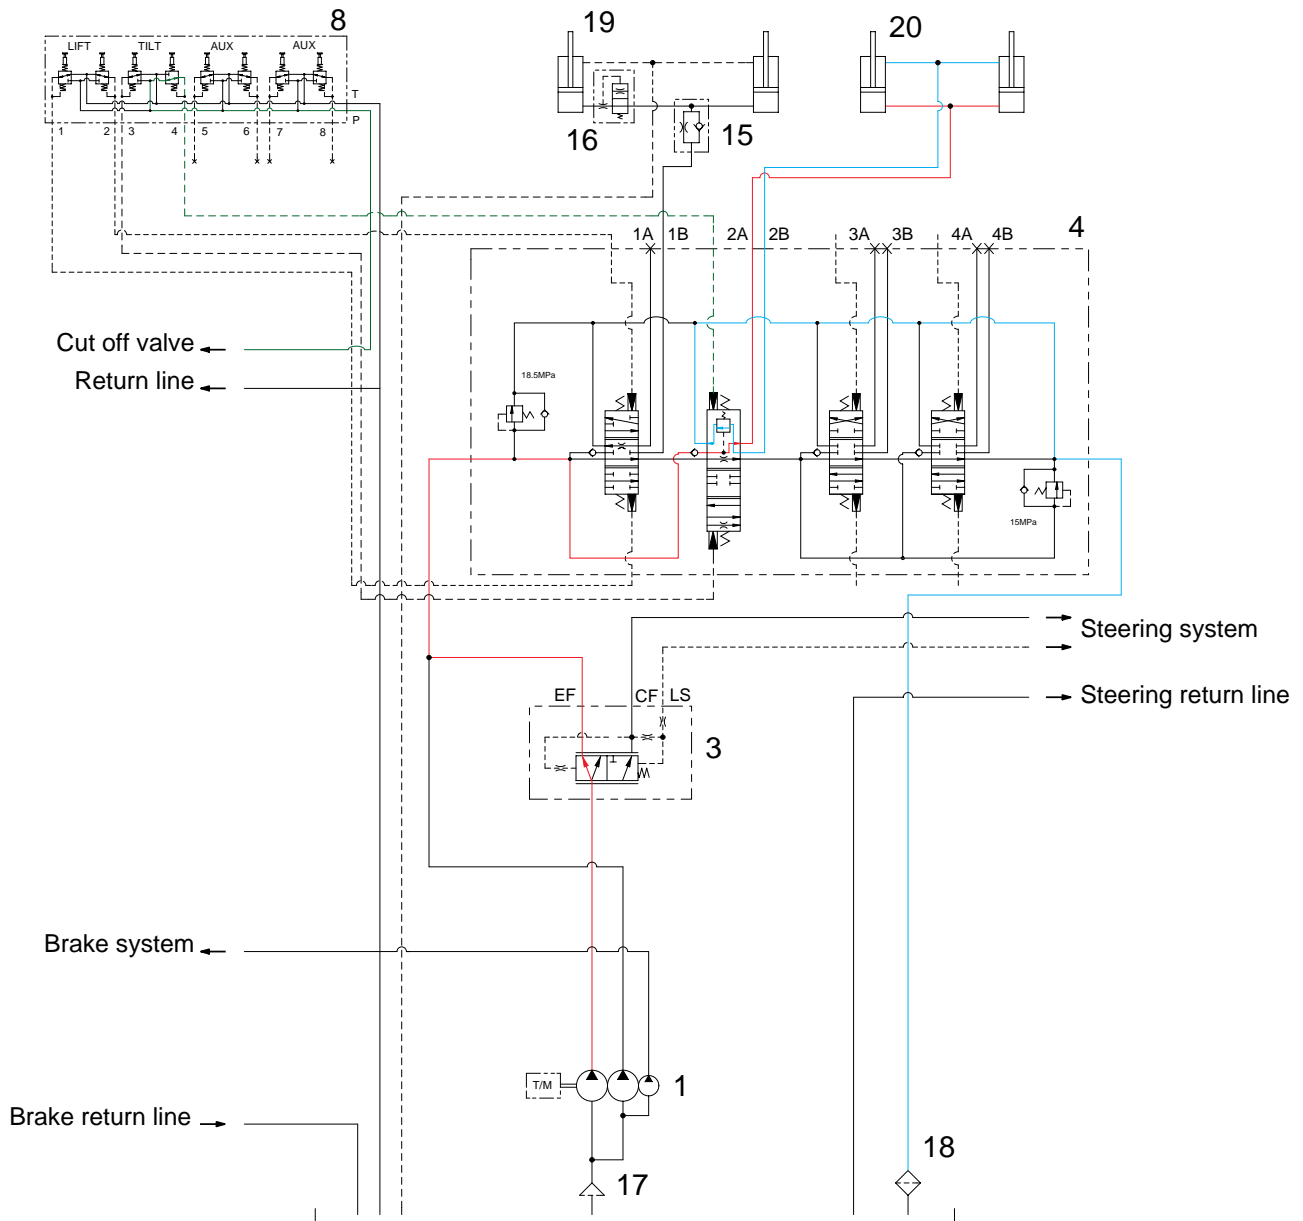 8 19 20
LIFT TILT AUX AUX
T
P
1 2 3 4 5 6 7 8
16 15
1A 1B 2A 2B 3A 3B 4A 4B 4
Cut off valve
Return line
18.5MPa
15MPa
Steering system
EF CF LS
Steering return line
3
Brake system
T/M 1
Brake return line
17 18